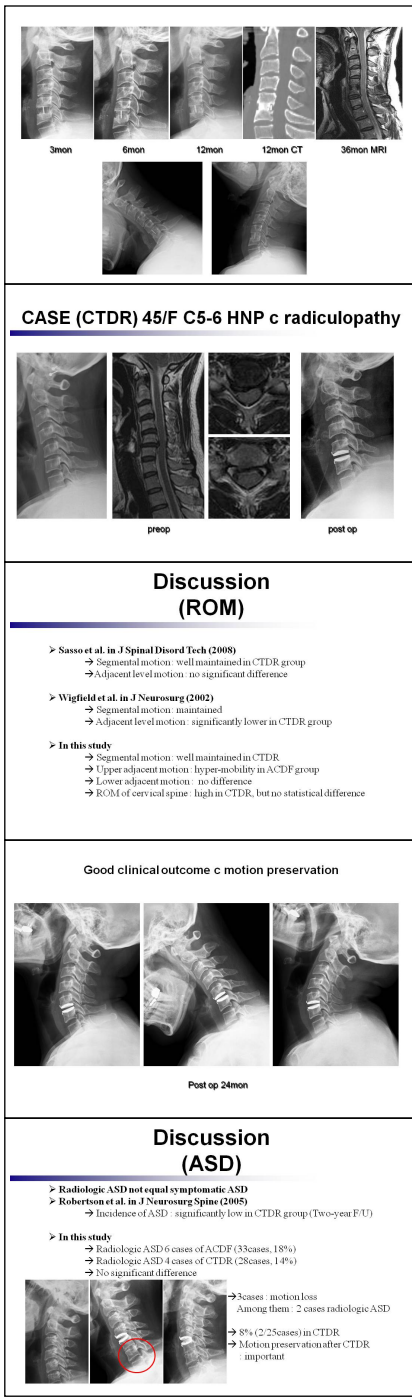 3mon 6mon 12mon 12mon CT 36mon MRI
CASE (CTDR) 45/F C5-6 HNP c radiculopathy
preop post op
Discussion
(ROM)
➢ Sasso et al. in J Spinal Disord Tech (2008)
→ Segmental motion : well maintained in CTDR group
→Adjacent level motion : no significant difference
➢ Wigfield et al. in J Neurosurg (2002)
→ Segmental motion : maintained
→ Adjacent level motion : significantly lower in CTDR group
➢ In this study
→ Segmental motion : well maintained in CTDR
→ Upper adjacent motion : hyper-mobility in ACDF group
→ Lower adjacent motion : no difference
→ ROM of cervical spine : high in CTDR, but no statistical difference
Good clinical outcome c motion preservation
Post op 24mon
Discussion
(ASD)
➢ Radiologic ASD not equal symptomatic ASD
➢ Robertson et al. in J Neurosurg Spine (2005)
→ Incidence of ASD : significantly low in CTDR group (Two-year F/U)
➢ In this study
→ Radiologic ASD 6 cases of ACDF (33cases, 18%)
→ Radiologic ASD 4 cases of CTDR (28cases, 14%)
→ No significant difference
→3cases : motion loss
Among them : 2 cases radiologic ASD
→ 8% (2/25cases) in CTDR
→ Motion preservation after CTDR
: important